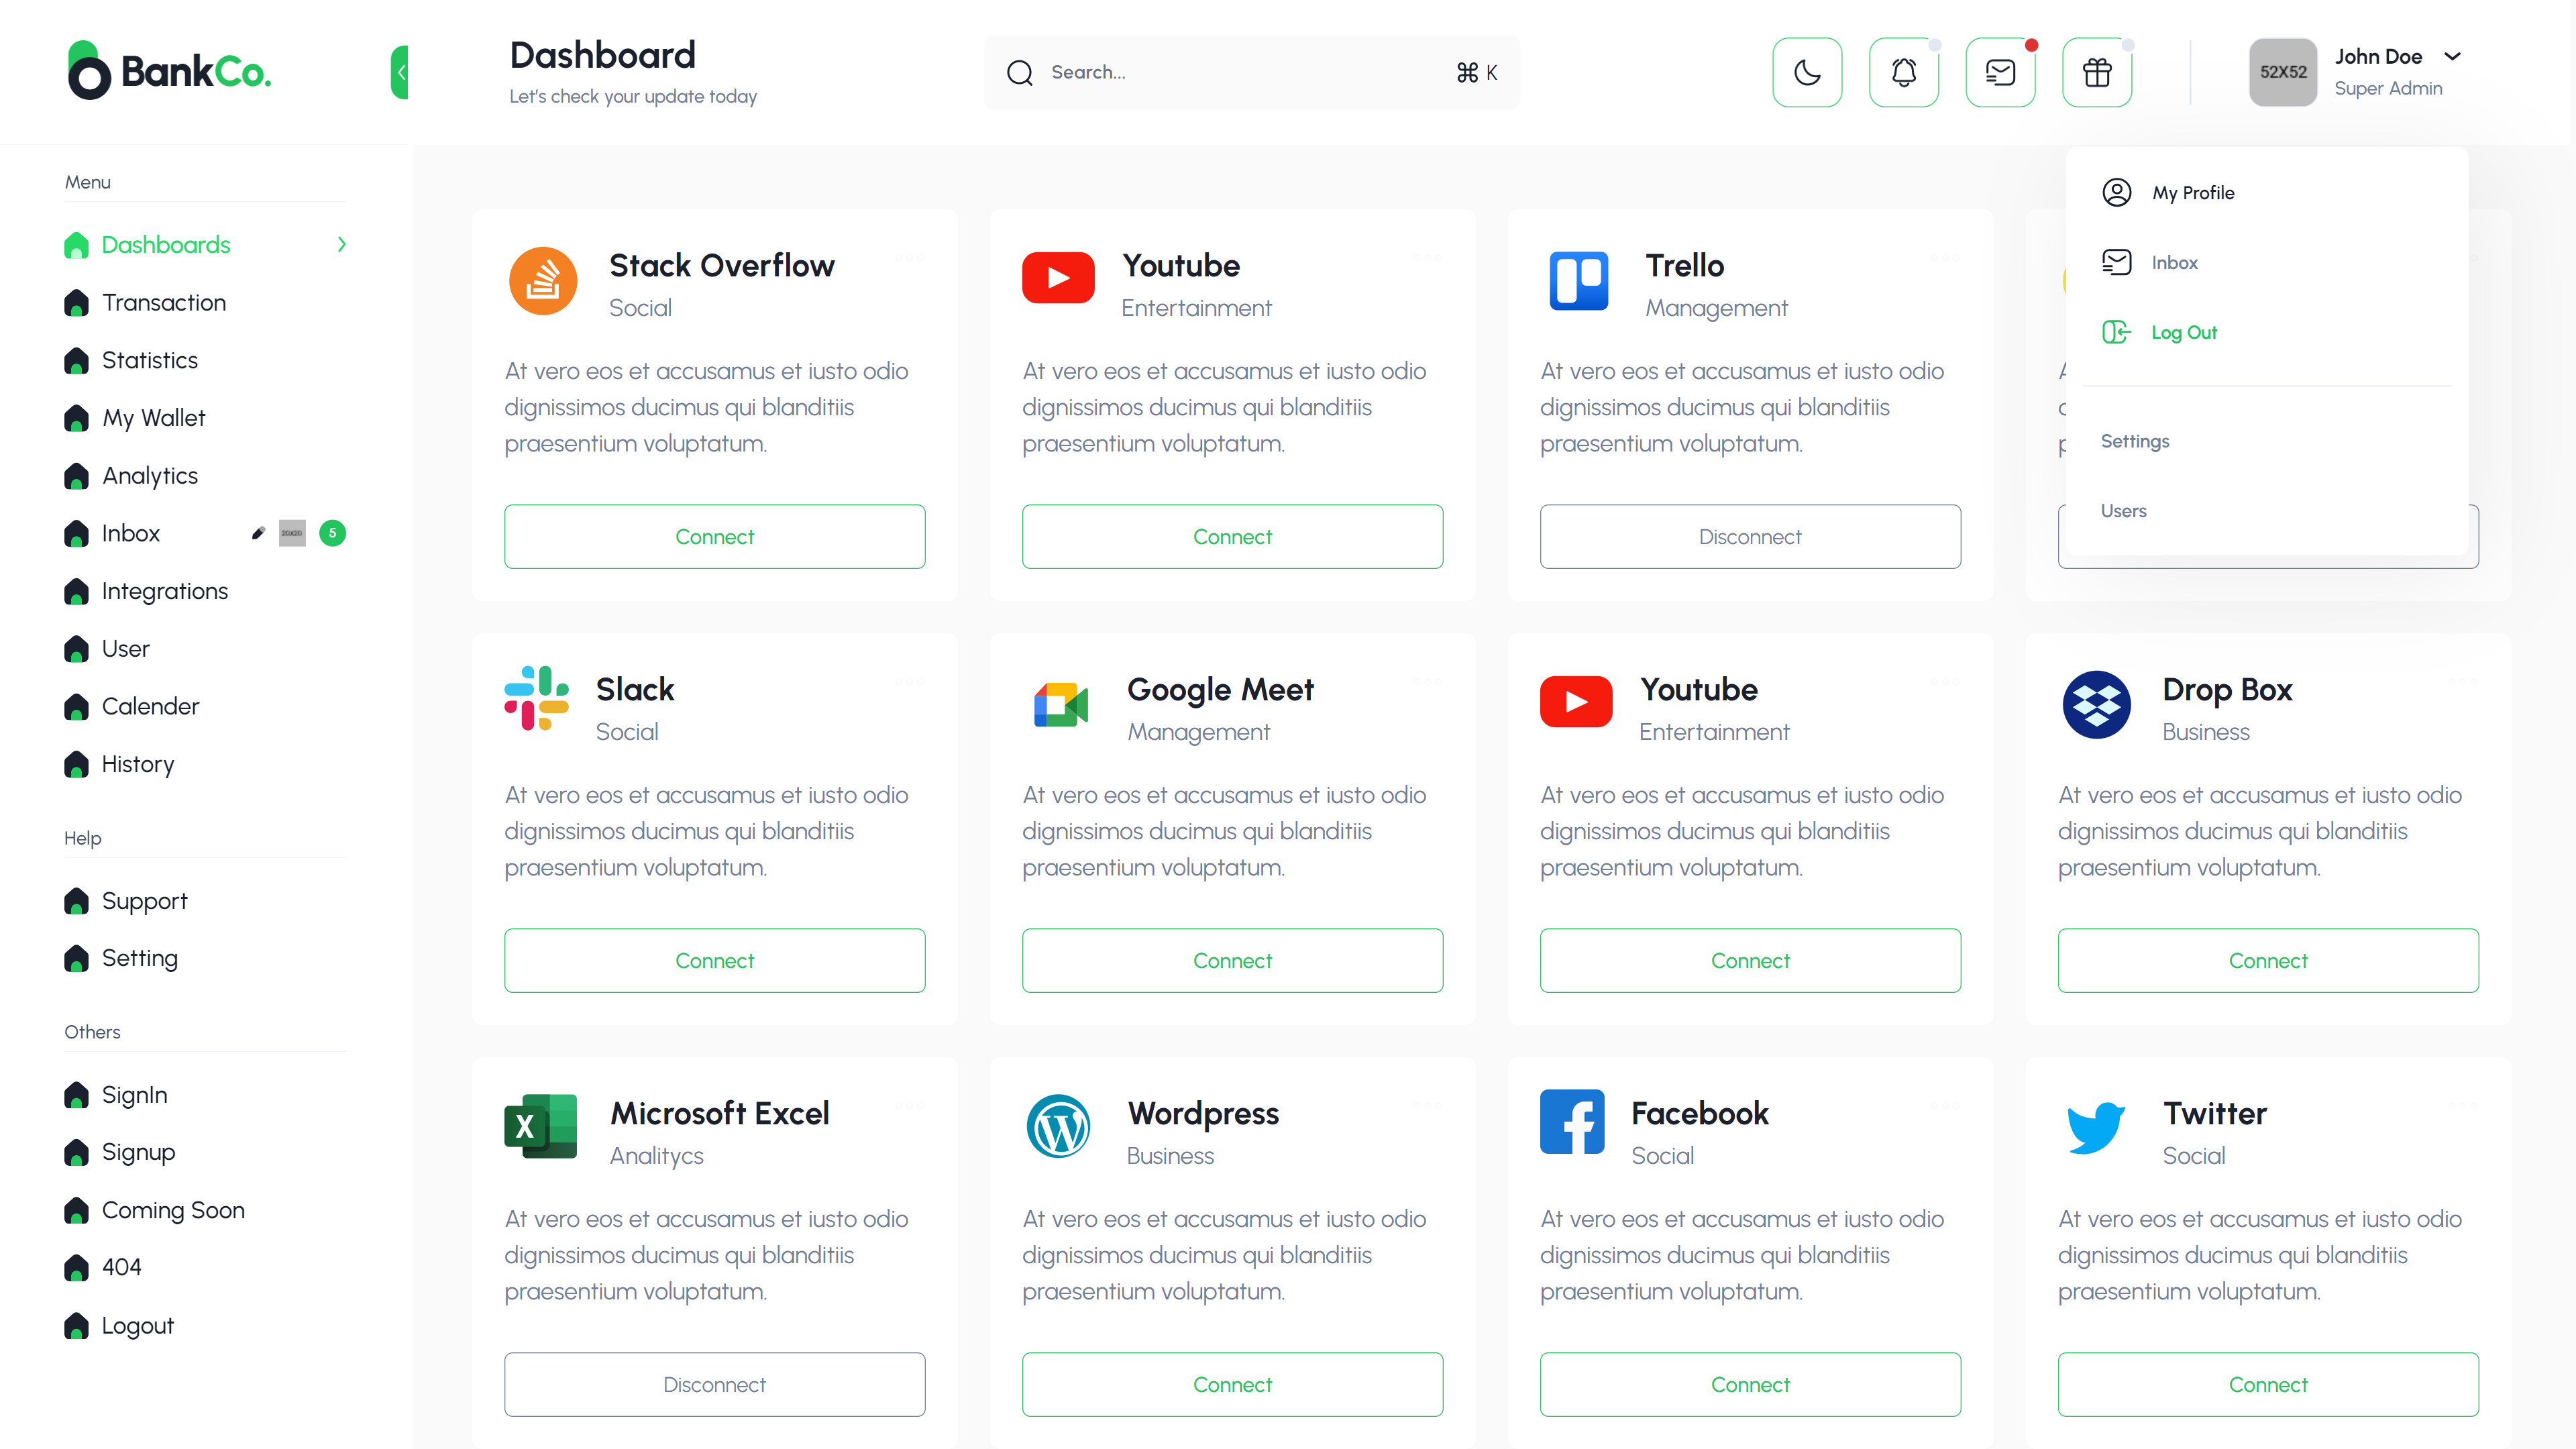 BankCo.
Dashboard
Let's check your update today
Search...
⌘ K
52X52
John Doe
Super Admin
Menu
Dashboards
Transaction
Statistics
My Wallet
Analytics
Inbox
5
Integrations
User
Calender
History
Help
Support
Setting
Others
SignIn
Signup
Coming Soon
404
Logout
My Profile
Inbox
Log Out
Settings
Users
Stack Overflow
Social
At vero eos et accusamus et iusto odio
dignissimos ducimus qui blanditiis
praesentium voluptatum.
Connect
Youtube
Entertainment
At vero eos et accusamus et iusto odio
dignissimos ducimus qui blanditiis
praesentium voluptatum.
Connect
Trello
Management
At vero eos et accusamus et iusto odio
dignissimos ducimus qui blanditiis
praesentium voluptatum.
Disconnect
Slack
Social
At vero eos et accusamus et iusto odio
dignissimos ducimus qui blanditiis
praesentium voluptatum.
Connect
Google Meet
Management
At vero eos et accusamus et iusto odio
dignissimos ducimus qui blanditiis
praesentium voluptatum.
Connect
Youtube
Entertainment
At vero eos et accusamus et iusto odio
dignissimos ducimus qui blanditiis
praesentium voluptatum.
Connect
Drop Box
Business
At vero eos et accusamus et iusto odio
dignissimos ducimus qui blanditiis
praesentium voluptatum.
Connect
Microsoft Excel
Analitycs
At vero eos et accusamus et iusto odio
dignissimos ducimus qui blanditiis
praesentium voluptatum.
Disconnect
Wordpress
Business
At vero eos et accusamus et iusto odio
dignissimos ducimus qui blanditiis
praesentium voluptatum.
Connect
Facebook
Social
At vero eos et accusamus et iusto odio
dignissimos ducimus qui blanditiis
praesentium voluptatum.
Connect
Twitter
Social
At vero eos et accusamus et iusto odio
dignissimos ducimus qui blanditiis
praesentium voluptatum.
Connect